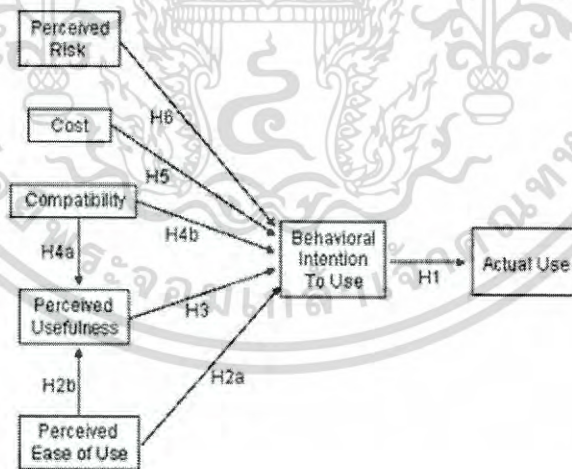 Perceived
Risk
H6
Cost
H5
Compatibility
H4b
H4a
Behavioral
Intention
To Use
H1
Actual Use
Perceived
Usefulness
H3
H2b
H2a
Perceived
Ease of Use